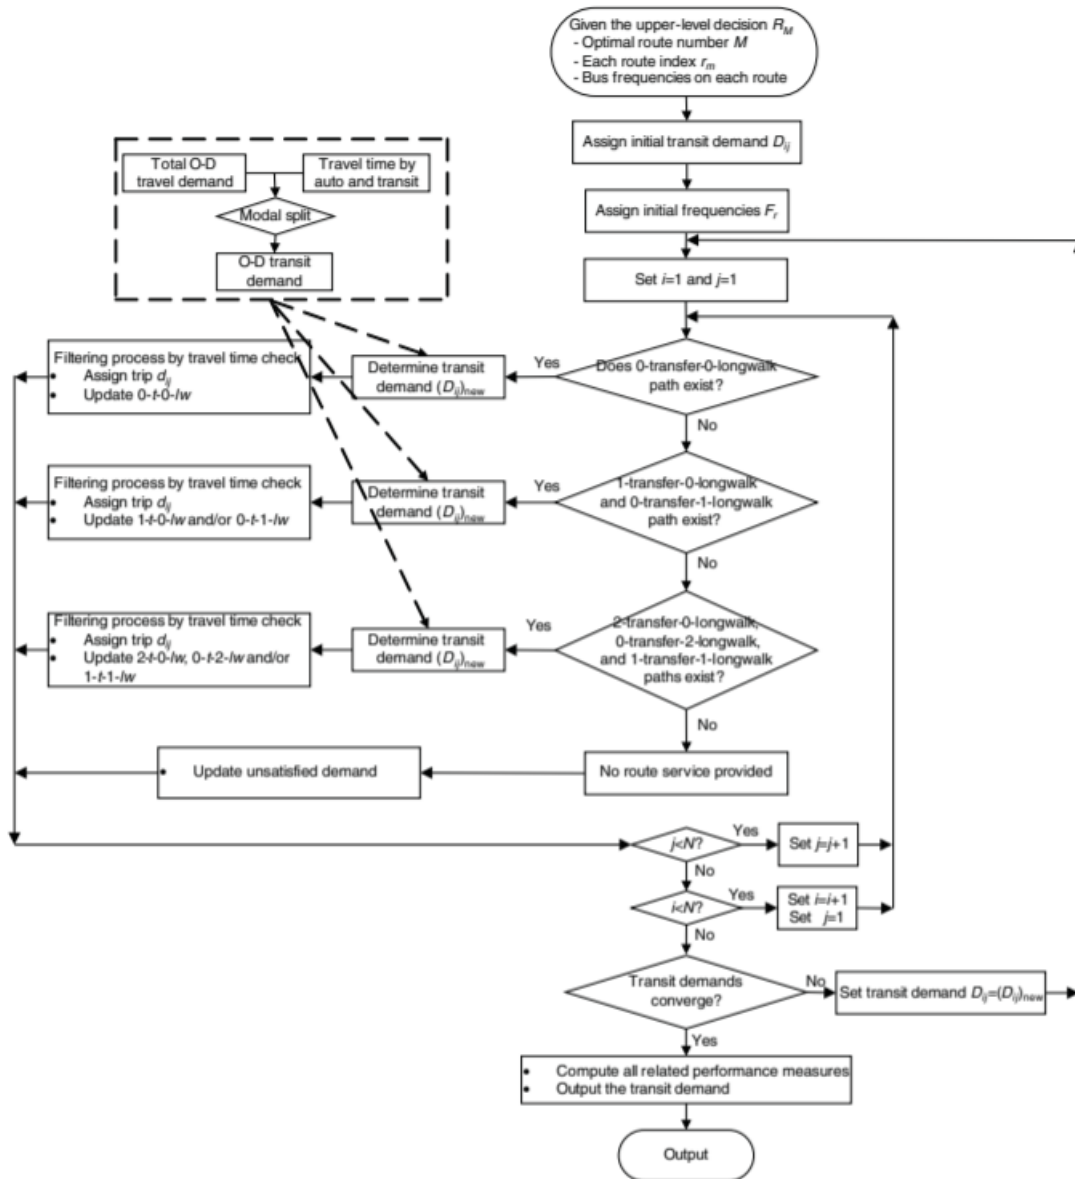 Given the upper-level decision R_M
- Optimal route number M
- Each route index r_m
- Bus frequencies on each route
Assign initial transit demand D_ij
Total O-D
travel demand
Travel time by
auto and transit
Modal split
O-D transit
demand
Assign initial frequencies F_r
Set i=1 and j=1
Filtering process by travel time check
• Assign trip d_ij
• Update 0-t-0-lw
Determine transit
demand (D_ij)_new
Yes
Does 0-transfer-0-longwalk
path exist?
No
Filtering process by travel time check
• Assign trip d_ij
• Update 1-t-0-lw and/or 0-t-1-lw
Determine transit
demand (D_ij)_new
Yes
1-transfer-0-longwalk
and 0-transfer-1-longwalk
path exist?
No
Filtering process by travel time check
• Assign trip d_ij
• Update 2-t-0-lw, 0-t-2-lw and/or
1-t-1-lw
Determine transit
demand (D_ij)_new
Yes
2-transfer-0-longwalk,
0-transfer-2-longwalk,
and 1-transfer-1-longwalk
paths exist?
No
• Update unsatisfied demand
No route service provided
j<N?
Yes
Set j=j+1
No
i<N?
Yes
Set i=i+1
Set j=1
No
Transit demands
converge?
No
Set transit demand D_ij=(D_ij)_new
Yes
• Compute all related performance measures
• Output the transit demand
Output